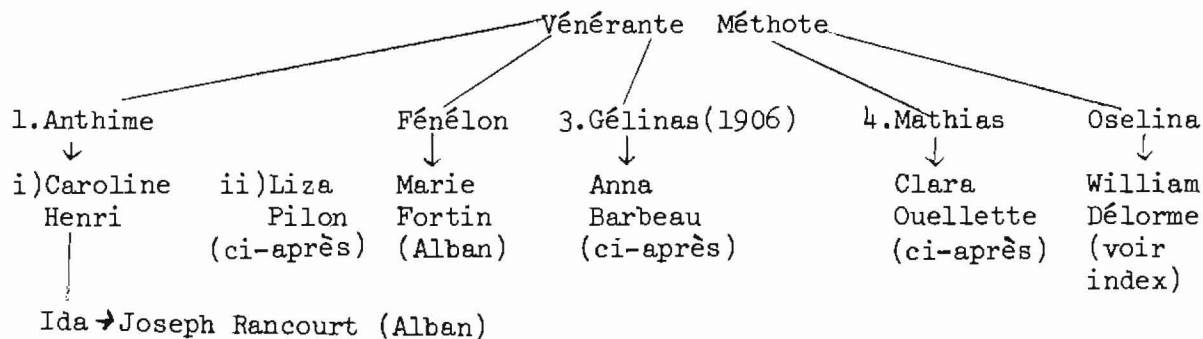 Vénérante Méthote
1.Anthime Fénélon 3.Gélinas(1906) 4.Mathias Oselina
↓ ↓ ↓ ↓ ↓
i)Caroline ii)Liza Marie Anna Clara William
Henri Pilon Fortin Barbeau Ouellette Délorme
(ci-après) (Alban) (ci-après) (ci-après) (voir
index)
Ida → Joseph Rancourt (Alban)